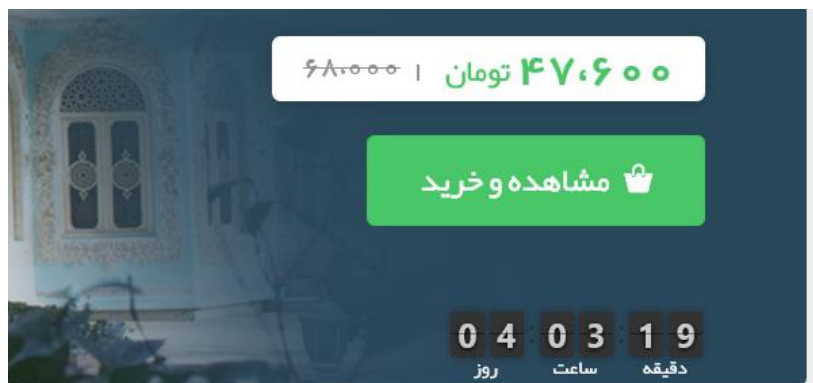 ۴۷،۶۰۰ تومان | ۶۸،۰۰۰
مشاهده و خرید
04 : 03 : 19
روز ساعت دقیقه